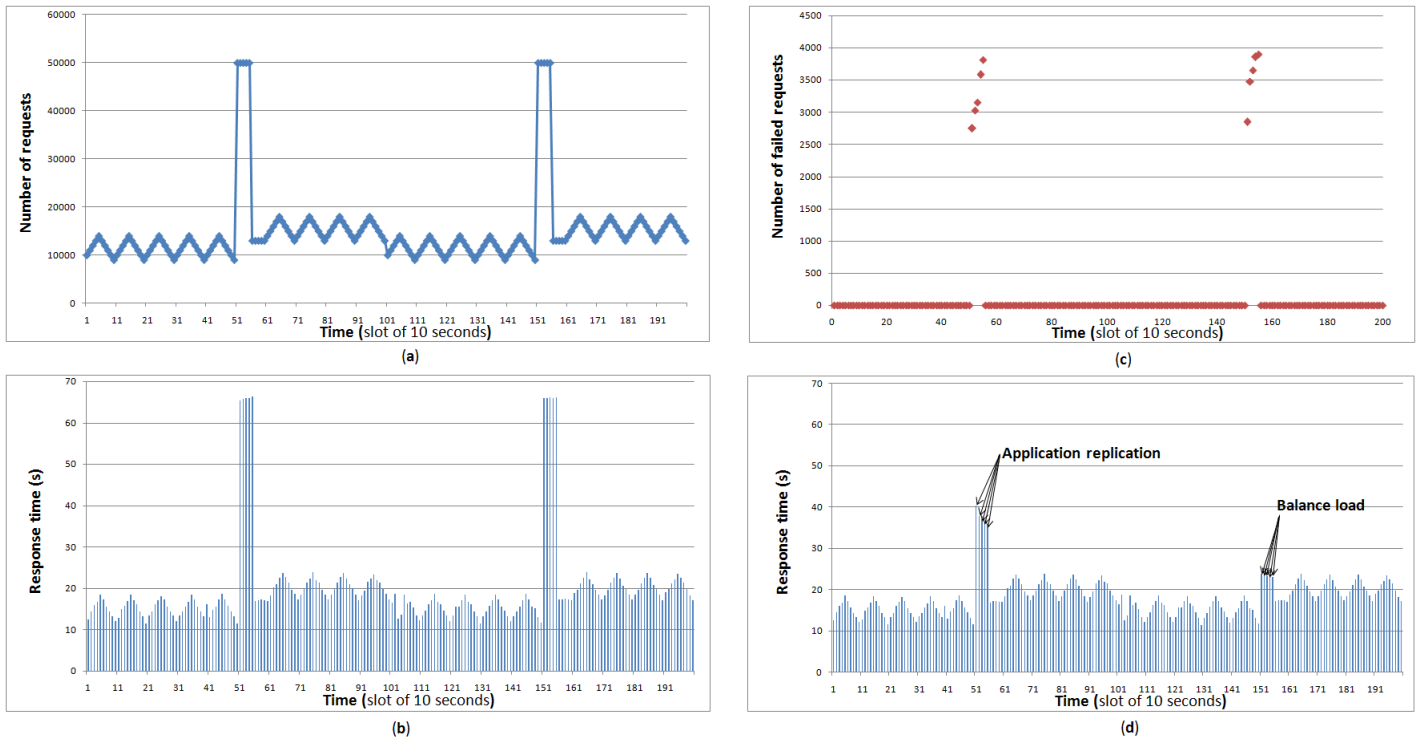 60000
50000
40000
30000
20000
10000
0
Number of requests
1 11 21 31 41 51 61 71 81 91 101 111 121 131 141 151 161 171 181 191
Time (slot of 10 seconds)
(a)
4500
4000
3500
3000
2500
2000
1500
1000
500
0
Number of failed requests
0 20 40 60 80 100 120 140 160 180 200
Time (slot of 10 seconds)
(c)
70
60
50
40
30
20
10
0
Response time (s)
1 11 21 31 41 51 61 71 81 91 101 111 121 131 141 151 161 171 181 191
Time (slot of 10 seconds)
(b)
70
60
50
40
30
20
10
0
Response time (s)
Application replication
Balance load
1 11 21 31 41 51 61 71 81 91 101 111 121 131 141 151 161 171 181 191
Time (slot of 10 seconds)
(d)